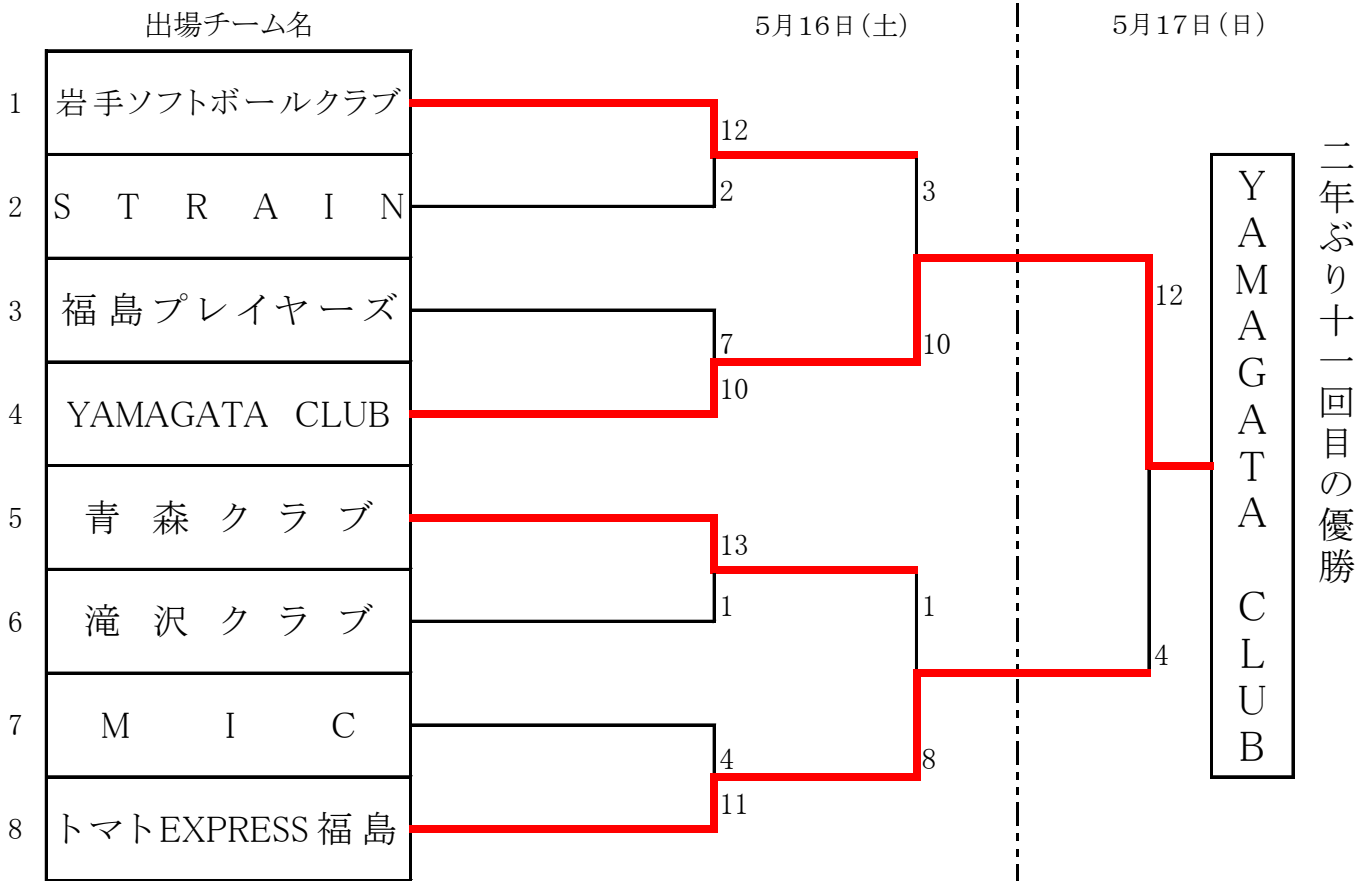 出場チーム名 5月16日(土) 5月17日(日)
1 岩手ソフトボールクラブ
12
2
2 STRAIN
3
3 福島プレイヤーズ
12
7
10
10
4 YAMAGATA CLUB
5 青森クラブ
13
1
1
6 滝沢クラブ
4
7 MIC
4
8
11
8 トマトEXPRESS福島
YAMAGATA CLUB
二年ぶり十一回目の優勝